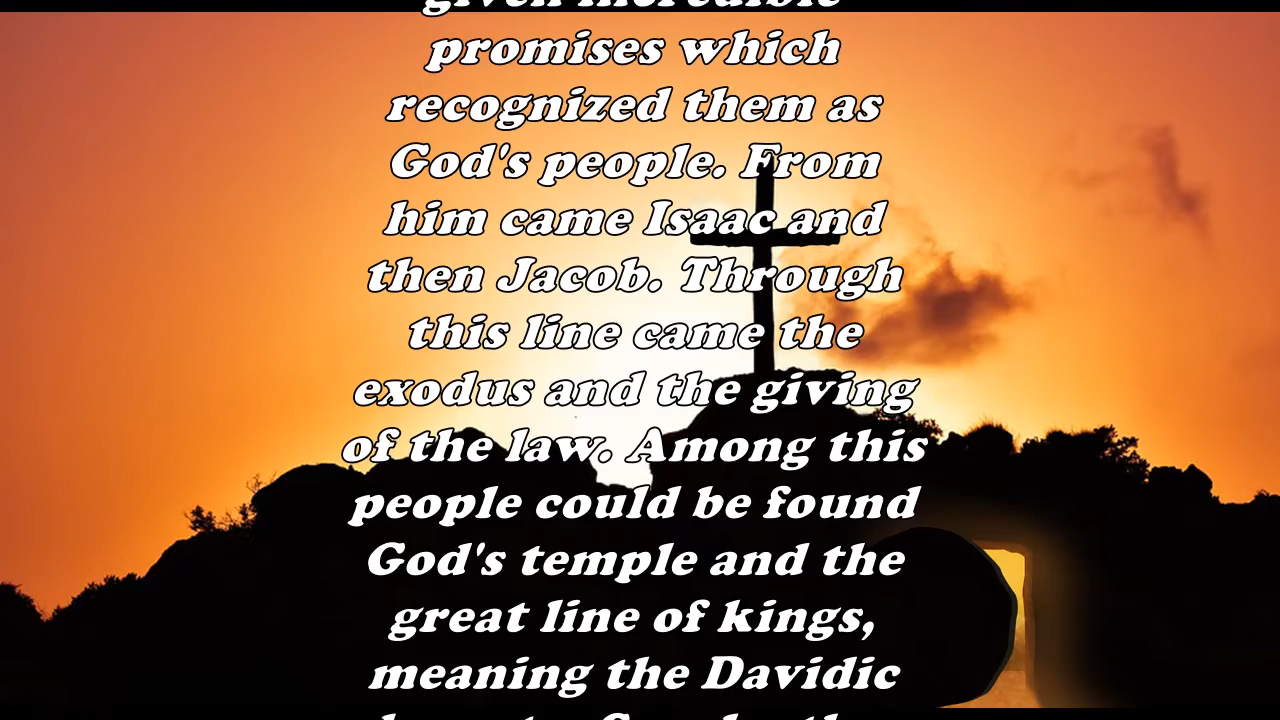 given incredible
promises which
recognized them as
God's people. From
him came Isaac and
then Jacob. Through
this line came the
exodus and the giving
of the law. Among this
people could be found
God's temple and the
great line of kings,
meaning the Davidic